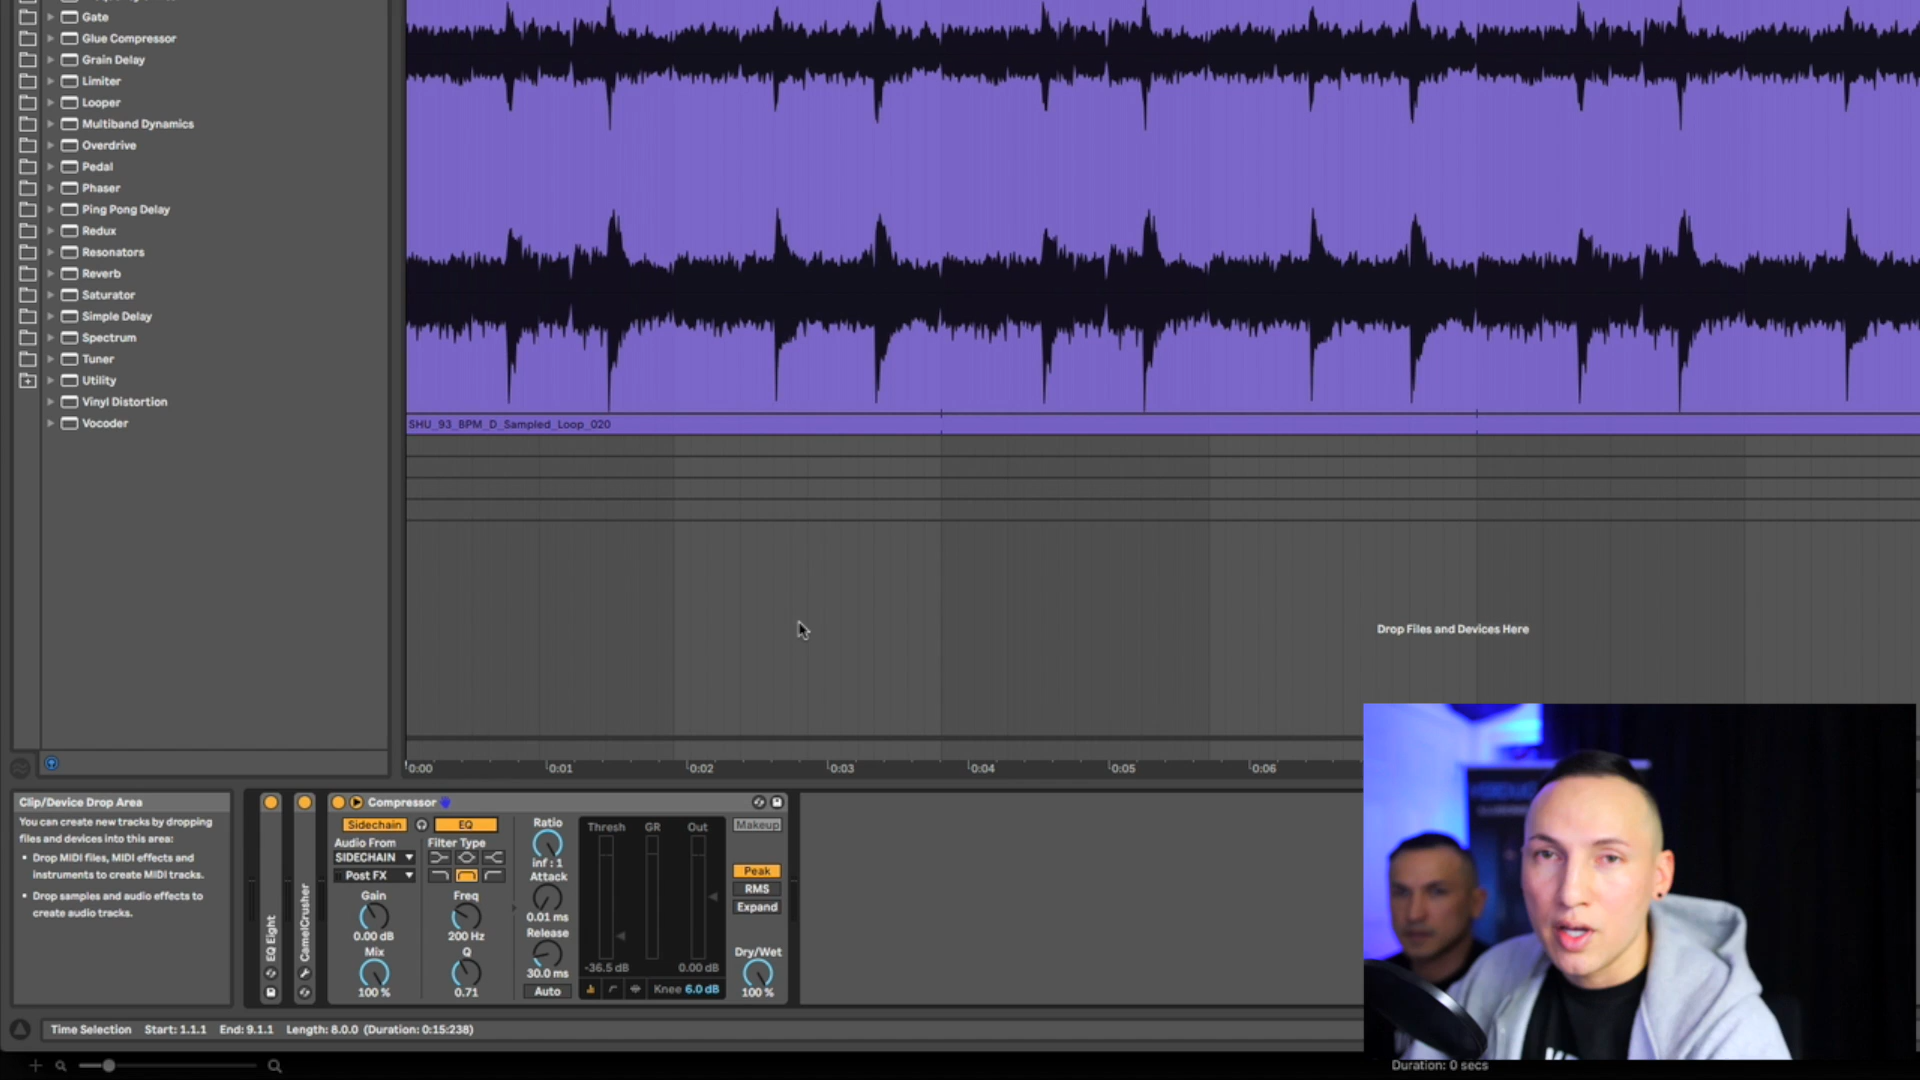 Gate
Glue Compressor
Grain Delay
Limiter
Looper
Multiband Dynamics
Overdrive
Pedal
Phaser
Ping Pong Delay
Redux
Resonators
Reverb
Saturator
Simple Delay
Spectrum
Tuner
Utility
Vinyl Distortion
Vocoder
SHU_93_BPM_D_Sampled_Loop_020
Drop Files and Devices Here
0:00 0:01 0:02 0:03 0:04 0:05 0:06
Clip/Device Drop Area
You can create new tracks by dropping
files and devices into this area:
• Drop MIDI files, MIDI effects and
instruments to create MIDI tracks.
• Drop samples and audio effects to
create audio tracks.
EQ Eight
CamelCrusher
Compressor
Sidechain EQ
Audio From Filter Type
SIDECHAIN
Post FX
Gain Freq
0.00 dB 200 Hz
Mix Q
100 % 0.71
Ratio
inf : 1
Attack
0.01 ms
Release
30.0 ms
Auto
Thresh GR Out
-36.5 dB 0.00 dB
Knee 6.0 dB
Makeup
Peak
RMS
Expand
Dry/Wet
100 %
Time Selection Start: 1.1.1 End: 9.1.1 Length: 8.0.0 (Duration: 0:15:238)
Duration: 0 secs